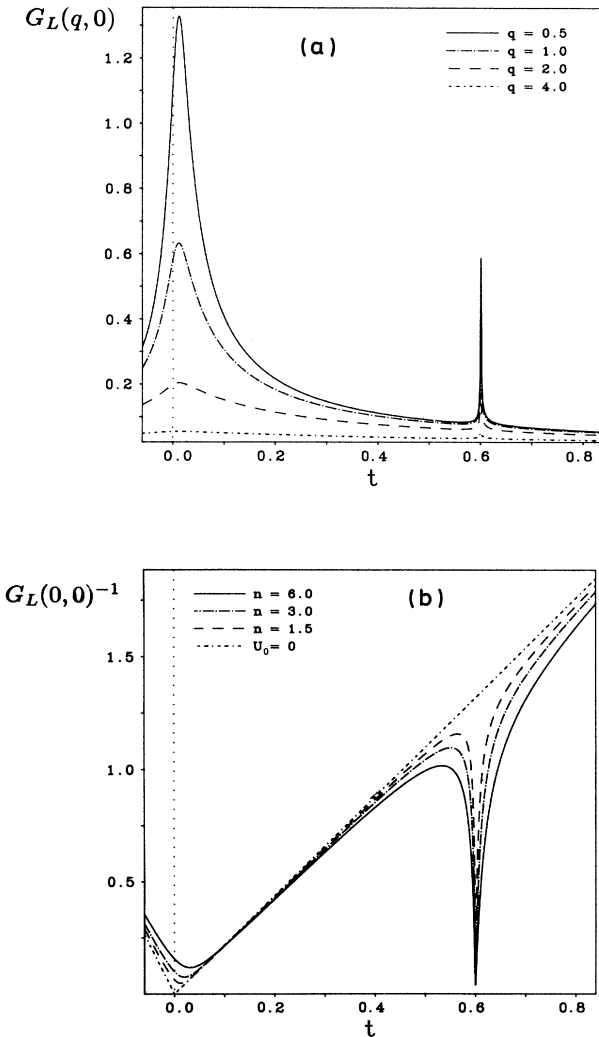 G_L(q,0)
(a)
q = 0.5
q = 1.0
q = 2.0
q = 4.0
1.2
1.0
0.8
0.6
0.4
0.2
0.0 0.2 0.4 0.6 0.8
t
G_L(0,0)⁻¹
(b)
n = 6.0
n = 3.0
n = 1.5
U₀= 0
1.5
1.0
0.5
0.0 0.2 0.4 0.6 0.8
t